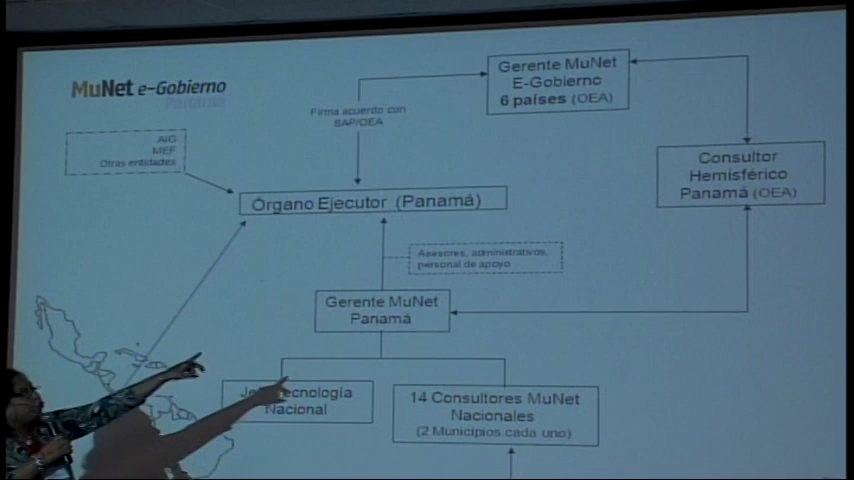 MuNet e-Gobierno
Panamá
AIG
MEF
Otras entidades
Firma acuerdo con
SAP/OEA
Gerente MuNet
E-Gobierno
6 países (OEA)
Consultor
Hemisférico
Panamá (OEA)
Órgano Ejecutor (Panamá)
Asesores, administrativos,
personal de apoyo
Gerente MuNet
Panamá
Tecnología
Nacional
14 Consultores MuNet
Nacionales
(2 Municipios cada uno)